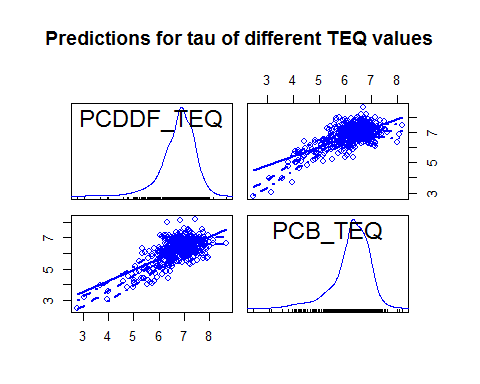 Predictions for tau of different TEQ values
3 4 5 6 7 8
PCDDF_TEQ
3 5 7
3 5 7
PCB_TEQ
3 4 5 6 7 8